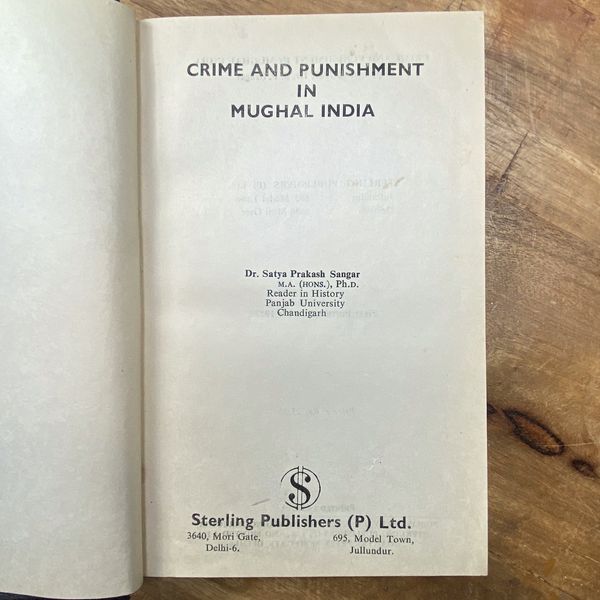 CRIME AND PUNISHMENT
IN
MUGHAL INDIA
Dr. Satya Prakash Sangar
M.A. (HONS.), Ph.D.
Reader in History
Panjab University
Chandigarh
S
Sterling Publishers (P) Ltd.
3640, Mori Gate, 695, Model Town,
Delhi-6. Jullundur.